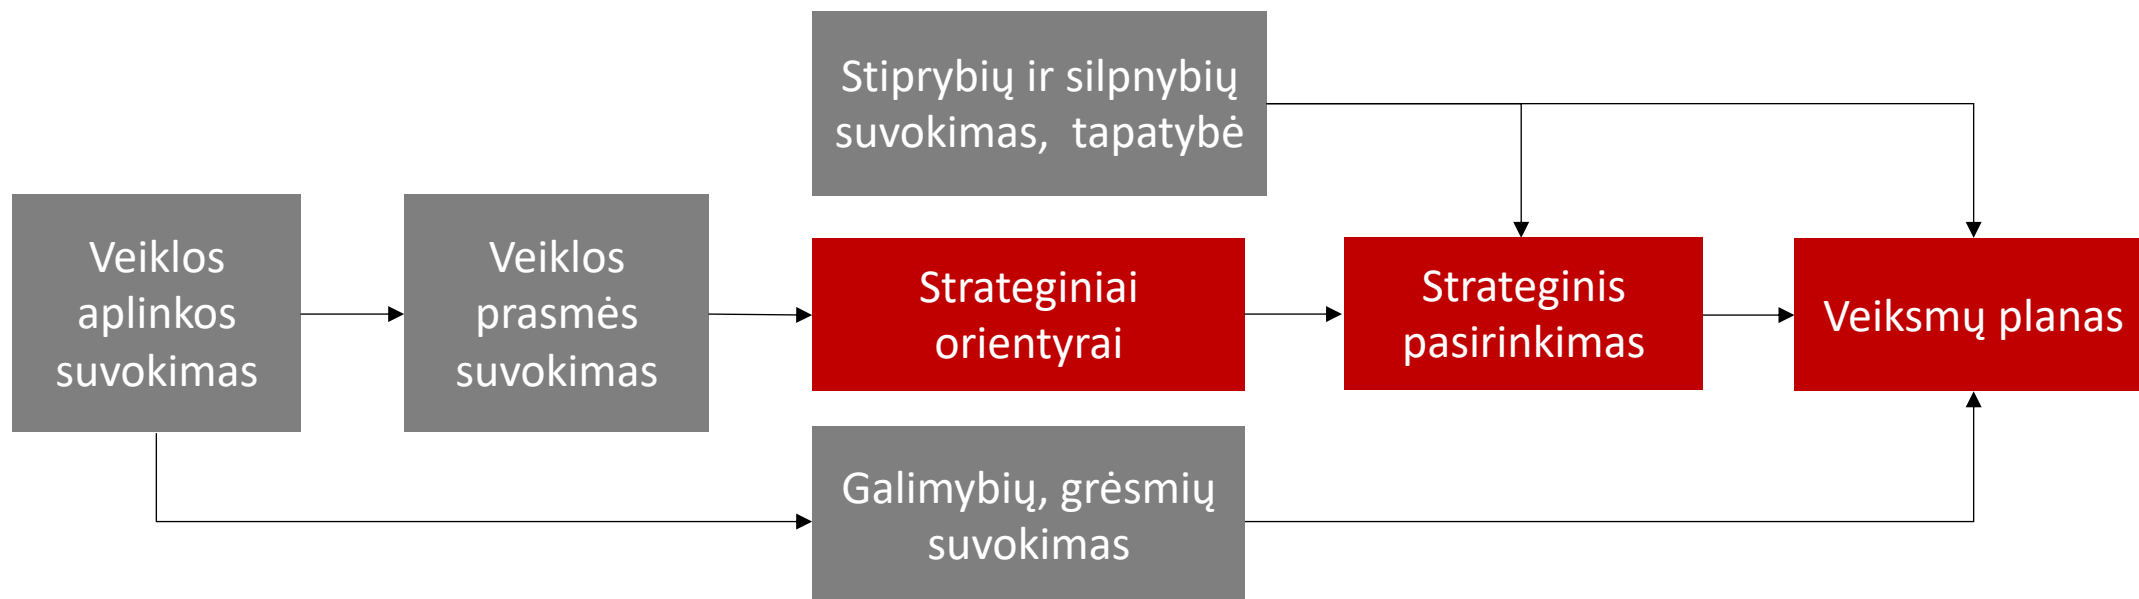 Stiprybių ir silpnybių
suvokimas,  tapatybė
Veiklos
aplinkos
suvokimas
Veiklos
prasmės
suvokimas
Strateginiai
orientyrai
Strateginis
pasirinkimas
Veiksmų planas
Galimybių, grėsmių
suvokimas